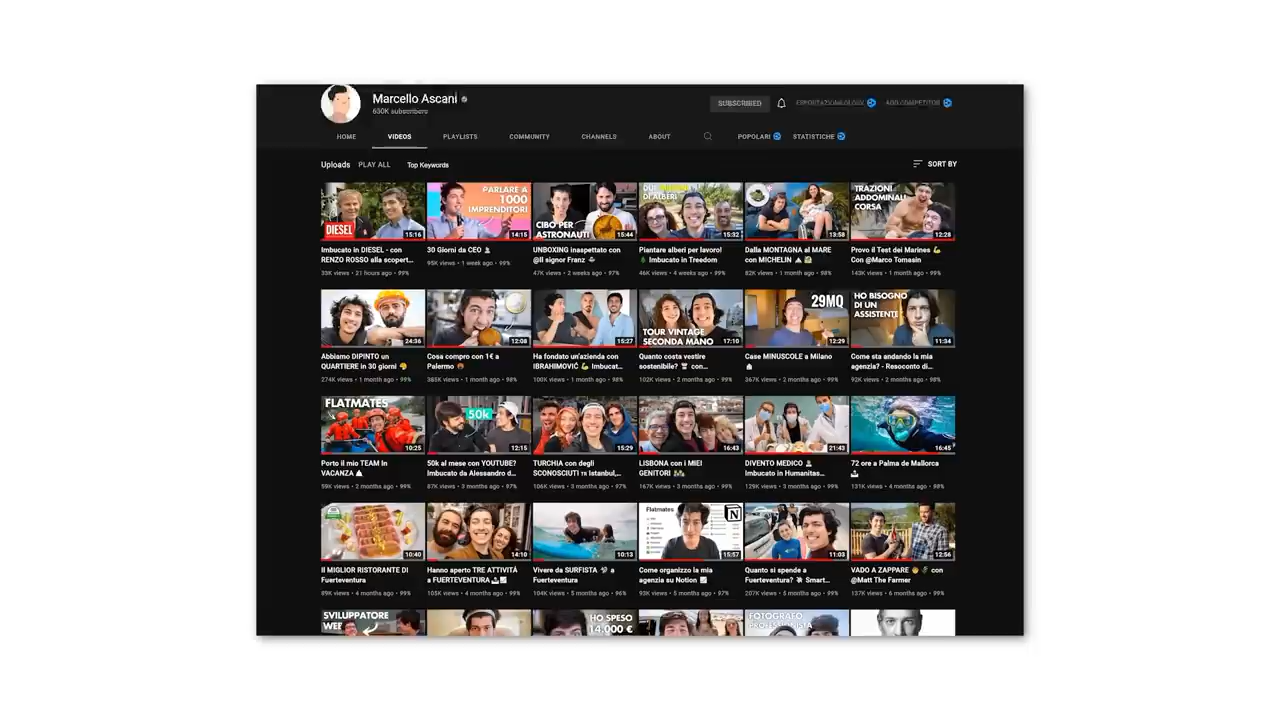 Marcello Ascani
630K subscribers
SUBSCRIBED
ADD COMPETITOR
HOME VIDEOS PLAYLISTS COMMUNITY CHANNELS ABOUT POPOLARI STATISTICHE
Uploads PLAY ALL Top Keywords SORT BY
DIESEL
15:16
PARLARE A
1000
IMPRENDITORI
14:15
CIBO PER
ASTRONAUTI
15:44
DI ALBERI
15:32
13:58
TRAZIONI
ADDOMINALI
CORSA
12:28
Imbucato in DIESEL - con
RENZO ROSSO alla scopert...
33K views • 21 hours ago • 99%
30 Giorni da CEO
95K views • 1 week ago • 99%
UNBOXING inaspettato con
@Il signor Franz
47K views • 2 weeks ago • 97%
Piantare alberi per lavoro!
Imbucato in Treedom
46K views • 4 weeks ago • 99%
Dalla MONTAGNA al MARE
con MICHELIN
82K views • 1 month ago • 98%
Provo il Test dei Marines
Con @Marco Tomasin
143K views • 1 month ago • 99%
24:36
12:08
15:27
TOUR VINTAGE
SECONDA MANO
17:10
29MQ
12:29
HO BISOGNO
DI UN
ASSISTENTE
11:34
Abbiamo DIPINTO un
QUARTIERE in 30 giorni
274K views • 1 month ago • 99%
Cosa compro con 1€ a
Palermo
385K views • 1 month ago • 98%
Ha fondato un'azienda con
IBRAHIMOVIĆ Imbucat...
100K views • 1 month ago • 98%
Quanto costa vestire
sostenibile? con...
102K views • 2 months ago • 99%
Case MINUSCOLE a Milano
367K views • 2 months ago • 99%
Come sta andando la mia
agenzia? - Resoconto di...
92K views • 2 months ago • 98%
FLATMATES
10:25
50k
12:15
15:29
16:43
21:43
16:45
Porto il mio TEAM In
VACANZA
59K views • 2 months ago • 99%
50k al mese con YOUTUBE?
Imbucato da Alessandro d...
87K views • 3 months ago • 97%
TURCHIA con degli
SCONOSCIUTI Istanbul,...
106K views • 3 months ago • 96%
LISBONA con i MIEI
GENITORI
167K views • 3 months ago • 99%
DIVENTO MEDICO
Imbucato in Humanitas...
129K views • 3 months ago • 99%
72 ore a Palma de Mallorca
131K views • 4 months ago • 98%
10:40
14:10
10:13
Flatmates
15:57
11:03
12:56
Il MIGLIOR RISTORANTE DI
Fuerteventura
89K views • 4 months ago • 99%
Hanno aperto TRE ATTIVITÀ
a FUERTEVENTURA
105K views • 4 months ago • 99%
Vivere da SURFISTA a
Fuerteventura
104K views • 5 months ago • 96%
Come organizzo la mia
agenzia su Notion
93K views • 5 months ago • 97%
Quanto si spende a
Fuerteventura? Smart...
207K views • 5 months ago • 99%
VADO A ZAPPARE con
@Matt The Farmer
137K views • 6 months ago • 99%
SVILUPPATORE
WEB
HO SPESO
14.000 €
FOTOGRAFO
PROFESSIONISTA